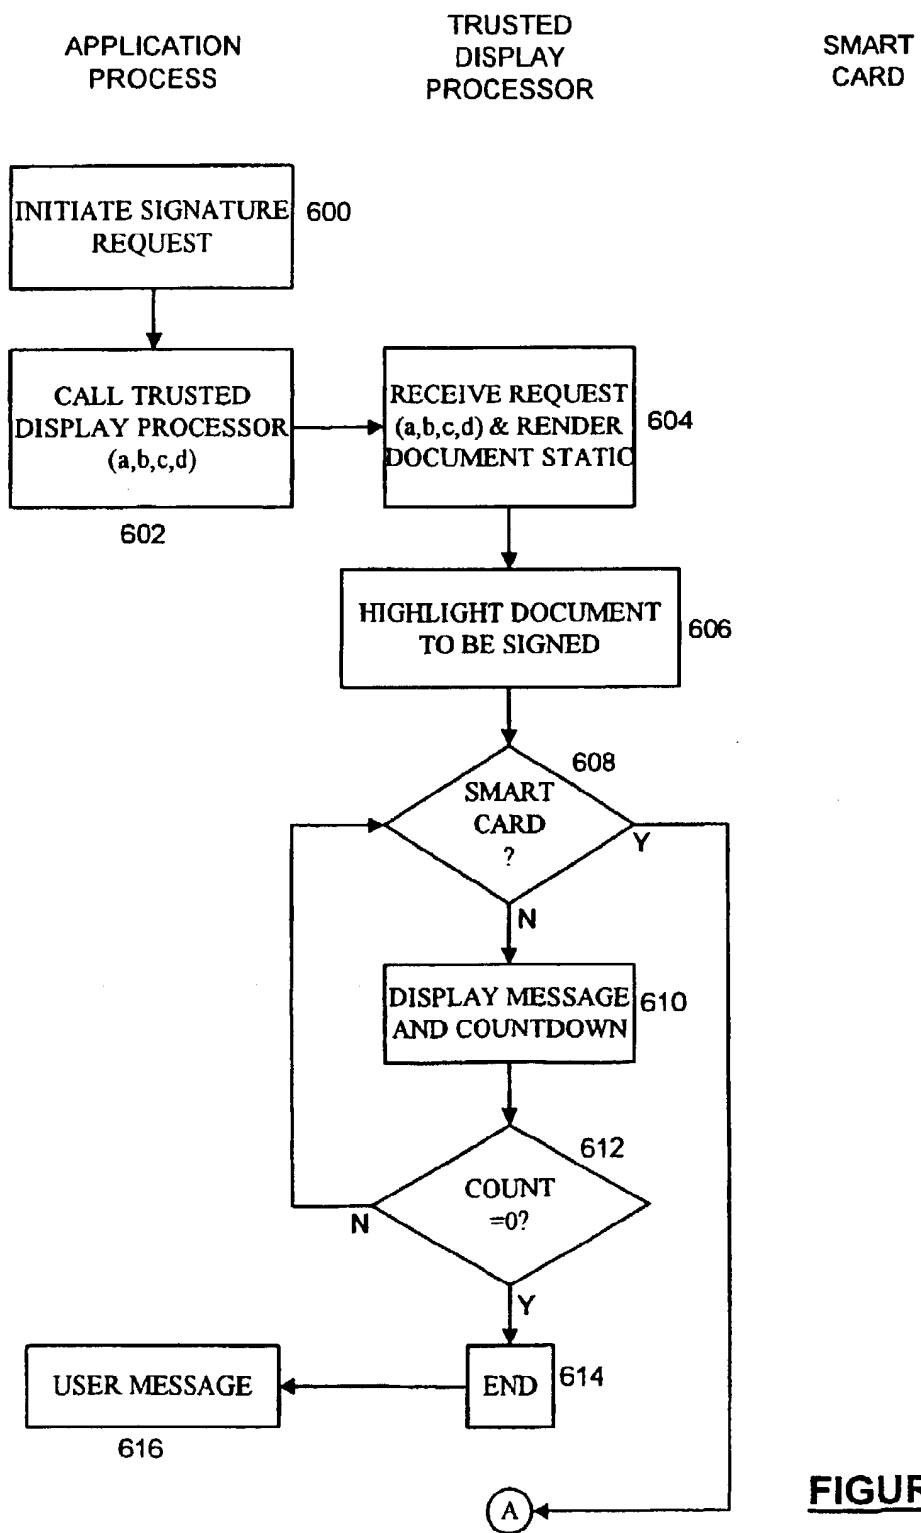 APPLICATION
PROCESS
TRUSTED
DISPLAY
PROCESSOR
SMART
CARD
INITIATE SIGNATURE
REQUEST
600
CALL TRUSTED
DISPLAY PROCESSOR
(a,b,c,d)
602
RECEIVE REQUEST
(a,b,c,d) & RENDER
DOCUMENT STATIC
604
HIGHLIGHT DOCUMENT
TO BE SIGNED
606
608
SMART
CARD
?
Y
N
DISPLAY MESSAGE
AND COUNTDOWN
610
612
COUNT
=0?
N
Y
USER MESSAGE
616
END
614
A
FIGUR